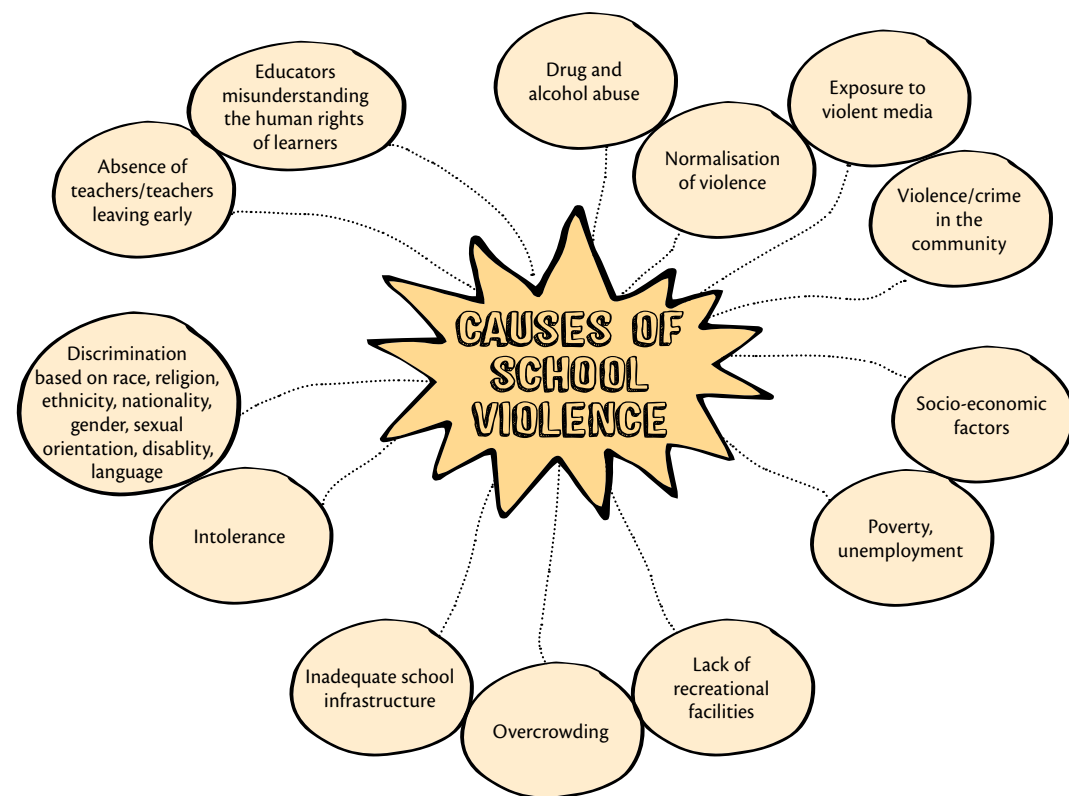 Educators
misunderstanding
the human rights
of learners
Absence of
teachers/teachers
leaving early
Drug and
alcohol abuse
Normalisation
of violence
Exposure to
violent media
Violence/crime
in the
community
CAUSES OF
SCHOOL
VIOLENCE
Discrimination
based on race, religion,
ethnicity, nationality,
gender, sexual
orientation, disablity,
language
Intolerance
Socio-economic
factors
Poverty,
unemployment
Inadequate school
infrastructure
Overcrowding
Lack of
recreational
facilities